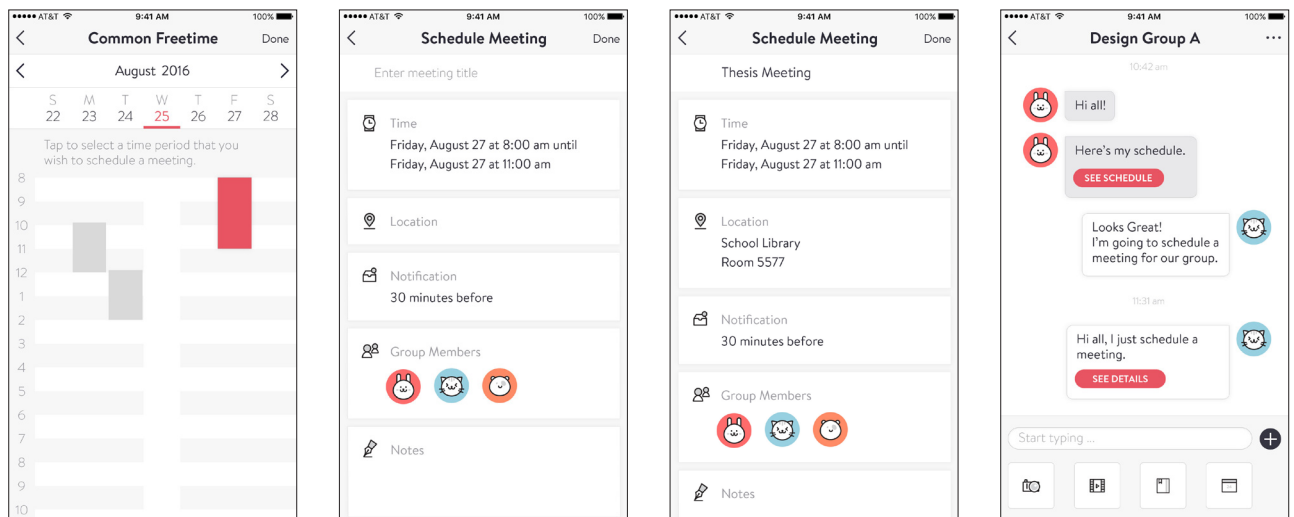 AT&T 9:41 AM 100%
Common Freetime Done
August 2016
S M T W T F S
22 23 24 25 26 27 28
Tap to select a time period that you
wish to schedule a meeting.
8
9
10
11
12
1
2
3
4
5
6
7
8
9
10
AT&T 9:41 AM 100%
Schedule Meeting Done
Enter meeting title
Time
Friday, August 27 at 8:00 am until
Friday, August 27 at 11:00 am
Location
Notification
30 minutes before
Group Members
Notes
AT&T 9:41 AM 100%
Schedule Meeting Done
Thesis Meeting
Time
Friday, August 27 at 8:00 am until
Friday, August 27 at 11:00 am
Location
School Library
Room 5577
Notification
30 minutes before
Group Members
Notes
AT&T 9:41 AM 100%
Design Group A
10:42 am
Hi all!
Here's my schedule.
SEE SCHEDULE
Looks Great!
I'm going to schedule a
meeting for our group.
11:31 am
Hi all, I just schedule a
meeting.
SEE DETAILS
Start typing ...